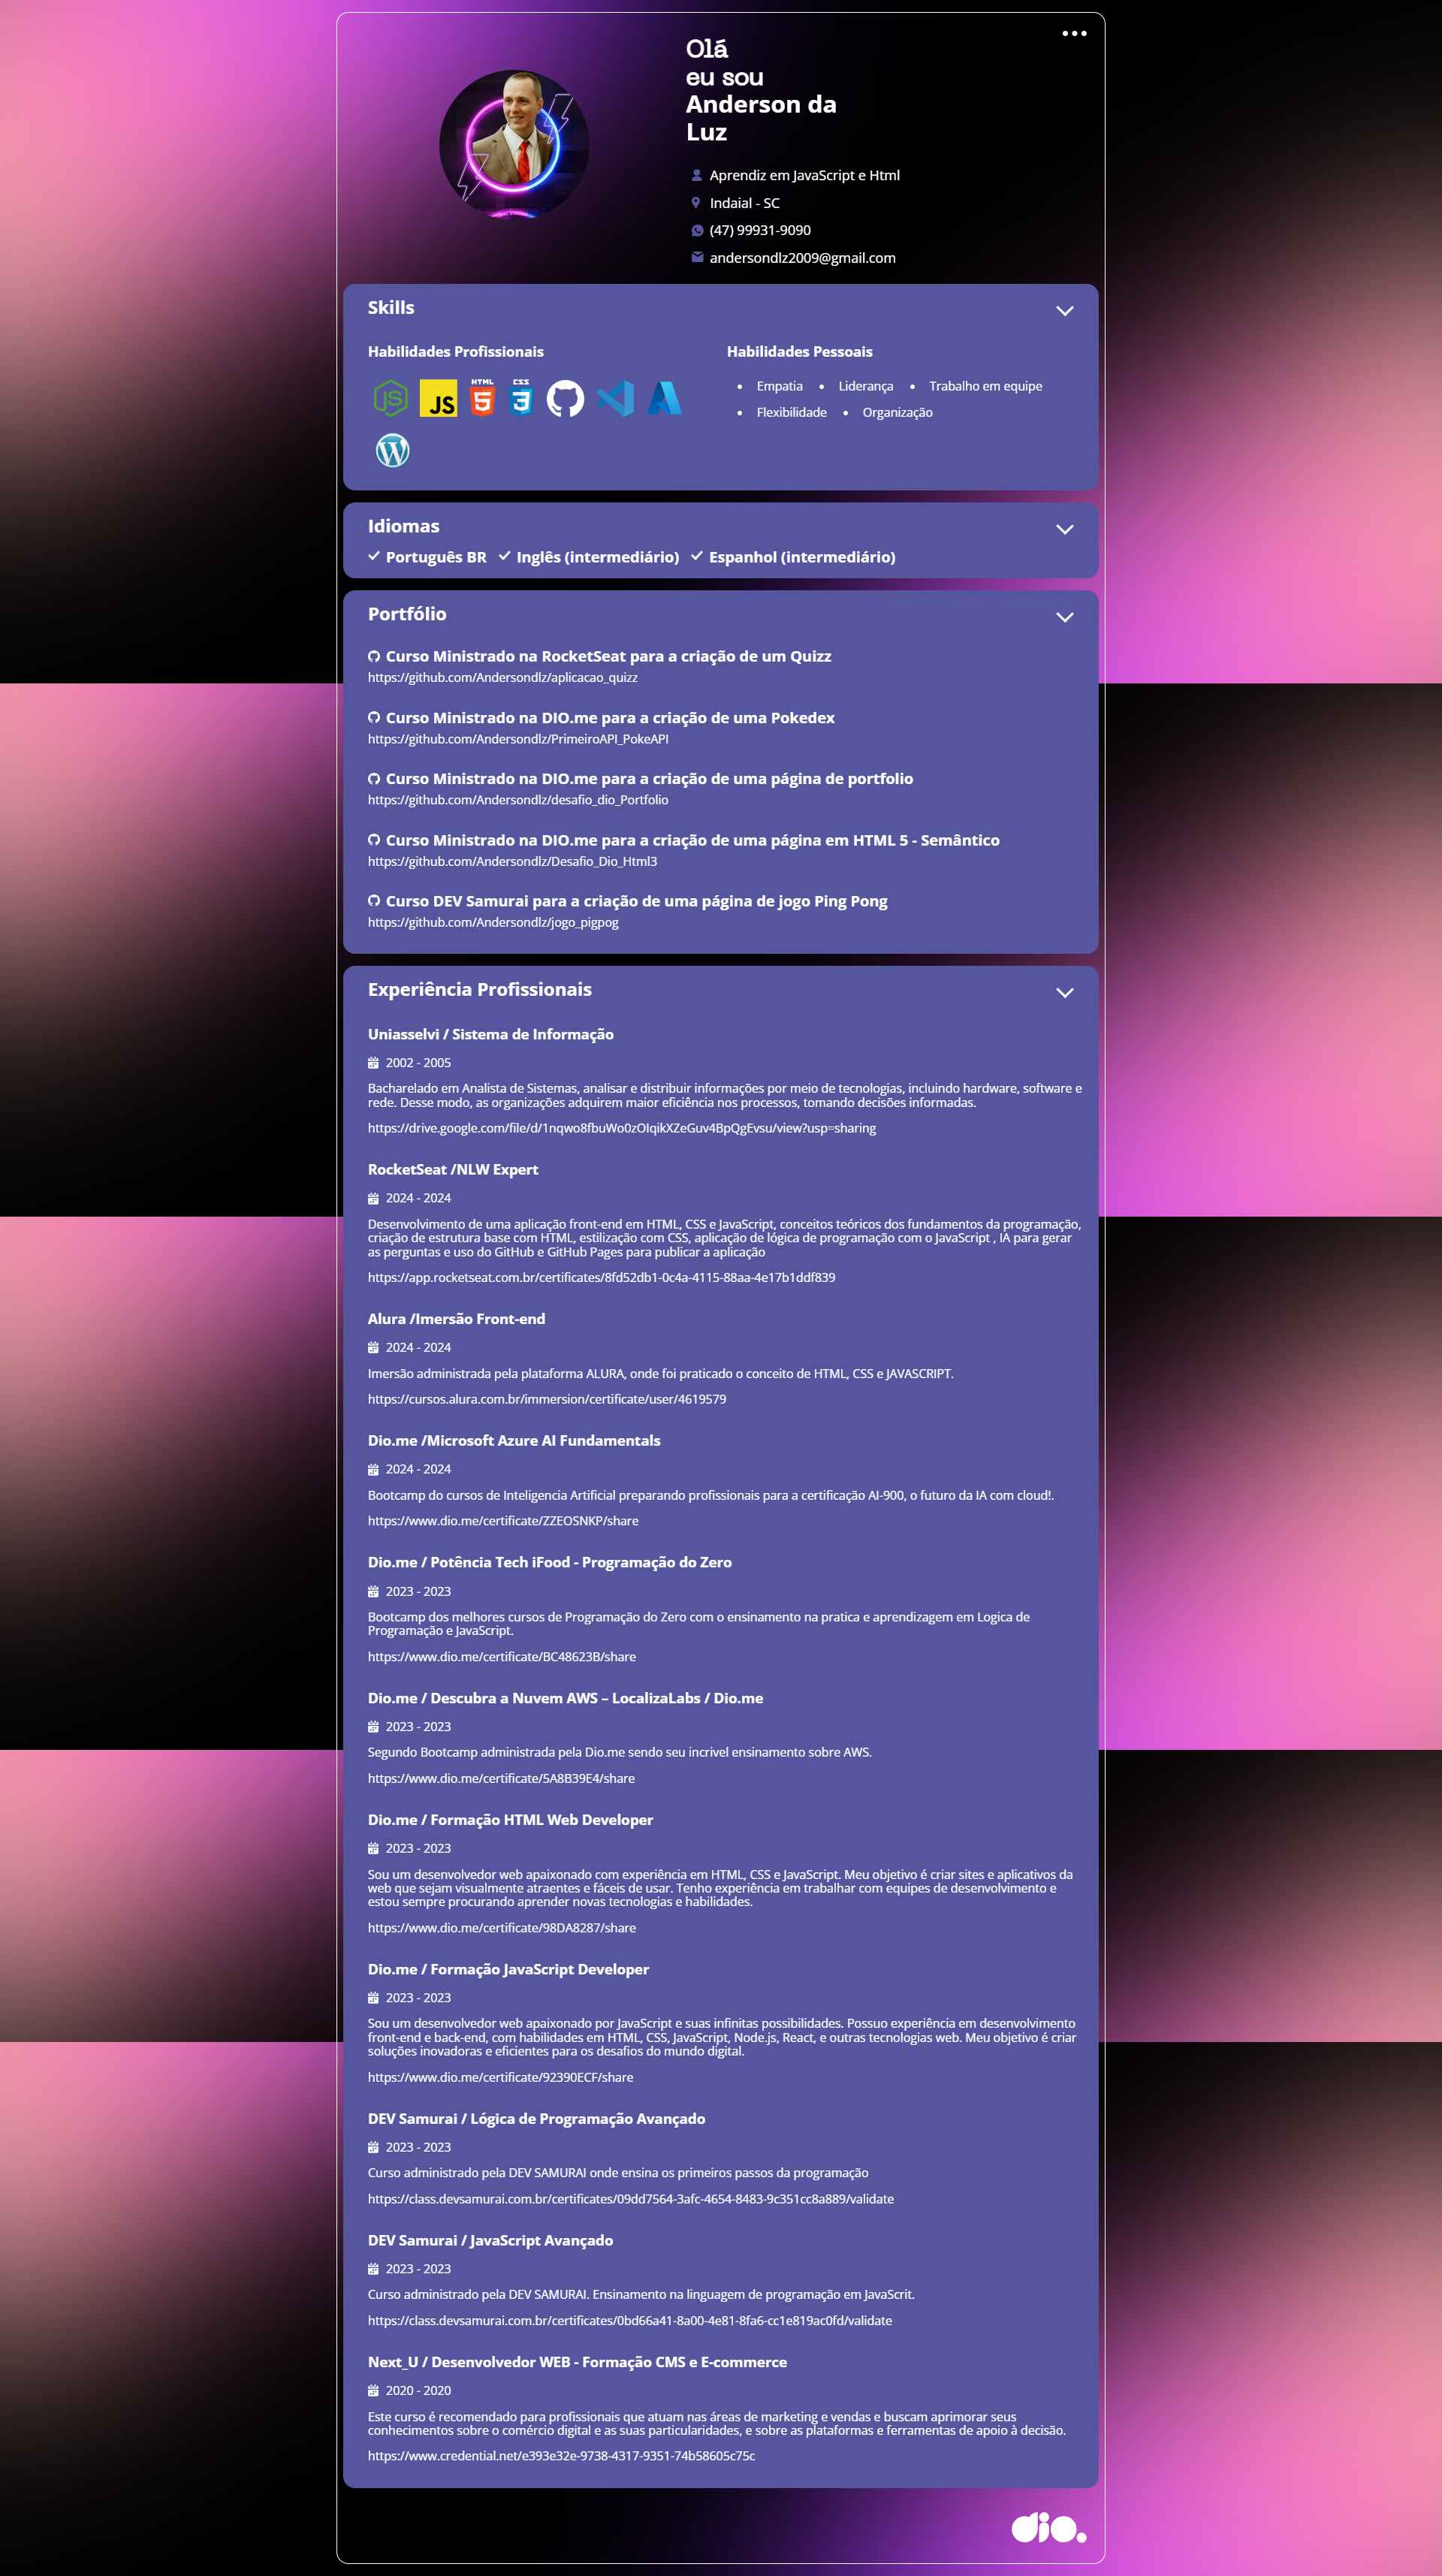 Olá
eu sou
Anderson da
Luz
Aprendiz em JavaScript e Html
Indaial - SC
(47) 99931-9090
andersondlz2009@gmail.com
Skills
Habilidades Profissionais
JS
JS
HTML
5
CSS
3
W
Habilidades Pessoais
Empatia
Liderança
Trabalho em equipe
Flexibilidade
Organização
Idiomas
Português BR
Inglês (intermediário)
Espanhol (intermediário)
Portfólio
Curso Ministrado na RocketSeat para a criação de um Quizz
https://github.com/Andersondlz/aplicacao_quizz
Curso Ministrado na DIO.me para a criação de uma Pokedex
https://github.com/Andersondlz/PrimeiroAPI_PokeAPI
Curso Ministrado na DIO.me para a criação de uma página de portfolio
https://github.com/Andersondlz/desafio_dio_Portfolio
Curso Ministrado na DIO.me para a criação de uma página em HTML 5 - Semântico
https://github.com/Andersondlz/Desafio_Dio_Html3
Curso DEV Samurai para a criação de uma página de jogo Ping Pong
https://github.com/Andersondlz/jogo_pigpog
Experiência Profissionais
Uniasselvi / Sistema de Informação
2002 - 2005
Bacharelado em Analista de Sistemas, analisar e distribuir informações por meio de tecnologias, incluindo hardware, software e
rede. Desse modo, as organizações adquirem maior eficiência nos processos, tomando decisões informadas.
https://drive.google.com/file/d/1nqwo8fbuWo0zOIqikXZeGuv4BpQgEvsu/view?usp=sharing
RocketSeat /NLW Expert
2024 - 2024
Desenvolvimento de uma aplicação front-end em HTML, CSS e JavaScript, conceitos teóricos dos fundamentos da programação,
criação de estrutura base com HTML, estilização com CSS, aplicação de lógica de programação com o JavaScript , IA para gerar
as perguntas e uso do GitHub e GitHub Pages para publicar a aplicação
https://app.rocketseat.com.br/certificates/8fd52db1-0c4a-4115-88aa-4e17b1ddf839
Alura /Imersão Front-end
2024 - 2024
Imersão administrada pela plataforma ALURA, onde foi praticado o conceito de HTML, CSS e JAVASCRIPT.
https://cursos.alura.com.br/immersion/certificate/user/4619579
Dio.me /Microsoft Azure AI Fundamentals
2024 - 2024
Bootcamp do cursos de Inteligencia Artificial preparando profissionais para a certificação AI-900, o futuro da IA com cloud!.
https://www.dio.me/certificate/ZZEOSNKP/share
Dio.me / Potência Tech iFood - Programação do Zero
2023 - 2023
Bootcamp dos melhores cursos de Programação do Zero com o ensinamento na pratica e aprendizagem em Logica de
Programação e JavaScript.
https://www.dio.me/certificate/BC48623B/share
Dio.me / Descubra a Nuvem AWS – LocalizaLabs / Dio.me
2023 - 2023
Segundo Bootcamp administrada pela Dio.me sendo seu incrivel ensinamento sobre AWS.
https://www.dio.me/certificate/5A8B39E4/share
Dio.me / Formação HTML Web Developer
2023 - 2023
Sou um desenvolvedor web apaixonado com experiência em HTML, CSS e JavaScript. Meu objetivo é criar sites e aplicativos da
web que sejam visualmente atraentes e fáceis de usar. Tenho experiência em trabalhar com equipes de desenvolvimento e
estou sempre procurando aprender novas tecnologias e habilidades.
https://www.dio.me/certificate/98DA8287/share
Dio.me / Formação JavaScript Developer
2023 - 2023
Sou um desenvolvedor web apaixonado por JavaScript e suas infinitas possibilidades. Possuo experiência em desenvolvimento
front-end e back-end, com habilidades em HTML, CSS, JavaScript, Node.js, React, e outras tecnologias web. Meu objetivo é criar
soluções inovadoras e eficientes para os desafios do mundo digital.
https://www.dio.me/certificate/92390ECF/share
DEV Samurai / Lógica de Programação Avançado
2023 - 2023
Curso administrado pela DEV SAMURAI onde ensina os primeiros passos da programação
https://class.devsamurai.com.br/certificates/09dd7564-3afc-4654-8483-9c351cc8a889/validate
DEV Samurai / JavaScript Avançado
2023 - 2023
Curso administrado pela DEV SAMURAI. Ensinamento na linguagem de programação em JavaScrit.
https://class.devsamurai.com.br/certificates/0bd66a41-8a00-4e81-8fa6-cc1e819ac0fd/validate
Next_U / Desenvolvedor WEB - Formação CMS e E-commerce
2020 - 2020
Este curso é recomendado para profissionais que atuam nas áreas de marketing e vendas e buscam aprimorar seus
conhecimentos sobre o comércio digital e as suas particularidades, e sobre as plataformas e ferramentas de apoio à decisão.
https://www.credential.net/e393e32e-9738-4317-9351-74b58605c75c
dio.